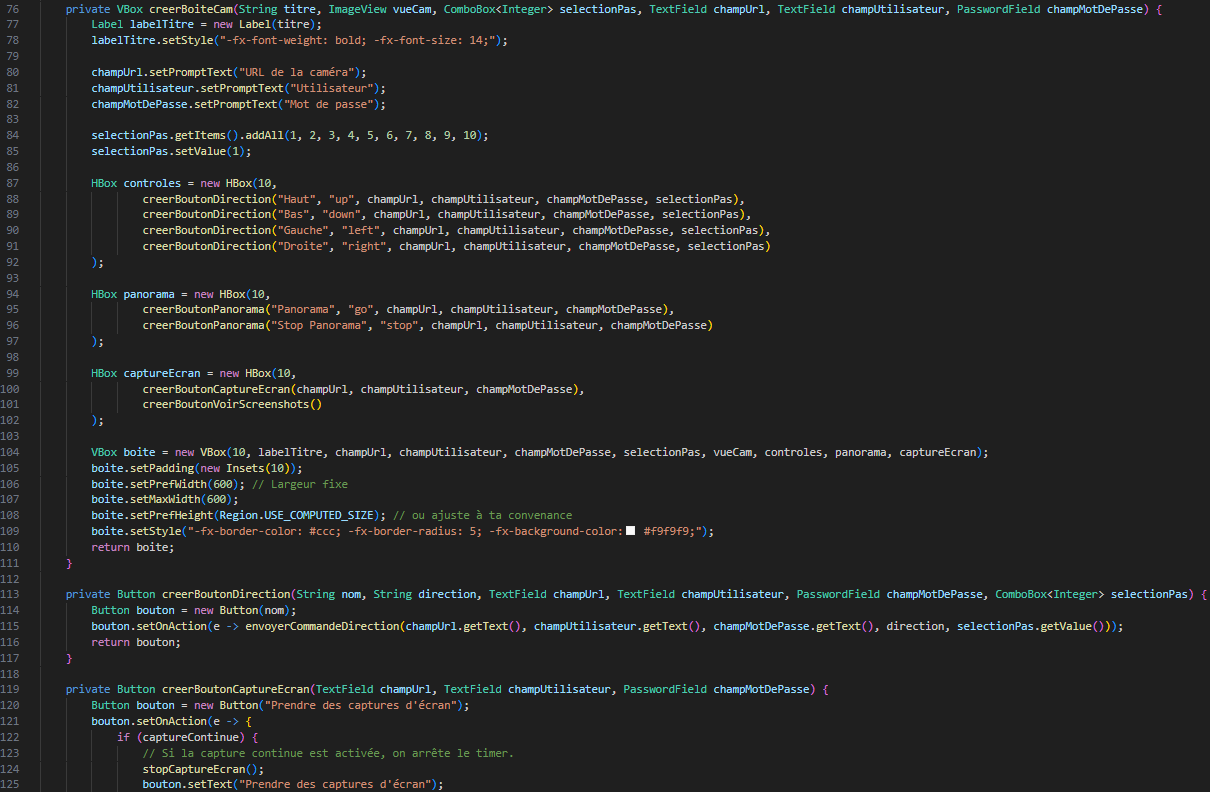 76 private VBox creerBoiteCam(String titre, ImageView vueCam, ComboBox<Integer> selectionPas, TextField champUrl, TextField champUtilisateur, PasswordField champMotDePasse) {
77 Label labelTitre = new Label(titre);
78 labelTitre.setStyle("-fx-font-weight: bold; -fx-font-size: 14;");
79
80 champUrl.setPromptText("URL de la caméra");
81 champUtilisateur.setPromptText("Utilisateur");
82 champMotDePasse.setPromptText("Mot de passe");
83
84 selectionPas.getItems().addAll(1, 2, 3, 4, 5, 6, 7, 8, 9, 10);
85 selectionPas.setValue(1);
86
87 HBox controles = new HBox(10,
88 creerBoutonDirection("Haut", "up", champUrl, champUtilisateur, champMotDePasse, selectionPas),
89 creerBoutonDirection("Bas", "down", champUrl, champUtilisateur, champMotDePasse, selectionPas),
90 creerBoutonDirection("Gauche", "left", champUrl, champUtilisateur, champMotDePasse, selectionPas),
91 creerBoutonDirection("Droite", "right", champUrl, champUtilisateur, champMotDePasse, selectionPas)
92 );
93
94 HBox panorama = new HBox(10,
95 creerBoutonPanorama("Panorama", "go", champUrl, champUtilisateur, champMotDePasse),
96 creerBoutonPanorama("Stop Panorama", "stop", champUrl, champUtilisateur, champMotDePasse)
97 );
98
99 HBox captureEcran = new HBox(10,
100 creerBoutonCaptureEcran(champUrl, champUtilisateur, champMotDePasse),
101 creerBoutonVoirScreenshots()
102 );
103
104 VBox boite = new VBox(10, labelTitre, champUrl, champUtilisateur, champMotDePasse, selectionPas, vueCam, controles, panorama, captureEcran);
105 boite.setPadding(new Insets(10));
106 boite.setPrefWidth(600); // Largeur fixe
107 boite.setMaxWidth(600);
108 boite.setPrefHeight(Region.USE_COMPUTED_SIZE); // ou ajuste à ta convenance
109 boite.setStyle("-fx-border-color: #ccc; -fx-border-radius: 5; -fx-background-color: #f9f9f9;");
110 return boite;
111 }
112
113 private Button creerBoutonDirection(String nom, String direction, TextField champUrl, TextField champUtilisateur, PasswordField champMotDePasse, ComboBox<Integer> selectionPas) {
114 Button bouton = new Button(nom);
115 bouton.setOnAction(e -> envoyerCommandeDirection(champUrl.getText(), champUtilisateur.getText(), champMotDePasse.getText(), direction, selectionPas.getValue()));
116 return bouton;
117 }
118
119 private Button creerBoutonCaptureEcran(TextField champUrl, TextField champUtilisateur, PasswordField champMotDePasse) {
120 Button bouton = new Button("Prendre des captures d'écran");
121 bouton.setOnAction(e -> {
122 if (captureContinue) {
123 // Si la capture continue est activée, on arrête le timer.
124 stopCaptureEcran();
125 bouton.setText("Prendre des captures d'écran");